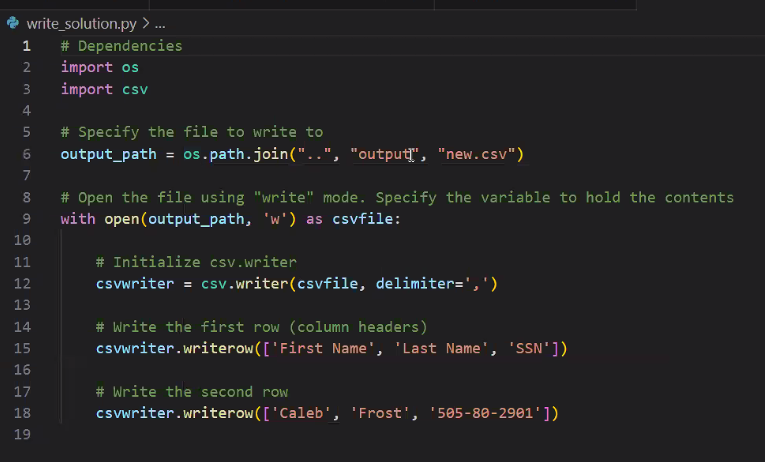 write_solution.py > ...
1 # Dependencies
2 import os
3 import csv
4
5 # Specify the file to write to
6 output_path = os.path.join("..", "output", "new.csv")
7
8 # Open the file using "write" mode. Specify the variable to hold the contents
9 with open(output_path, 'w') as csvfile:
10
11 # Initialize csv.writer
12 csvwriter = csv.writer(csvfile, delimiter=',')
13
14 # Write the first row (column headers)
15 csvwriter.writerow(['First Name', 'Last Name', 'SSN'])
16
17 # Write the second row
18 csvwriter.writerow(['Caleb', 'Frost', '505-80-2901'])
19